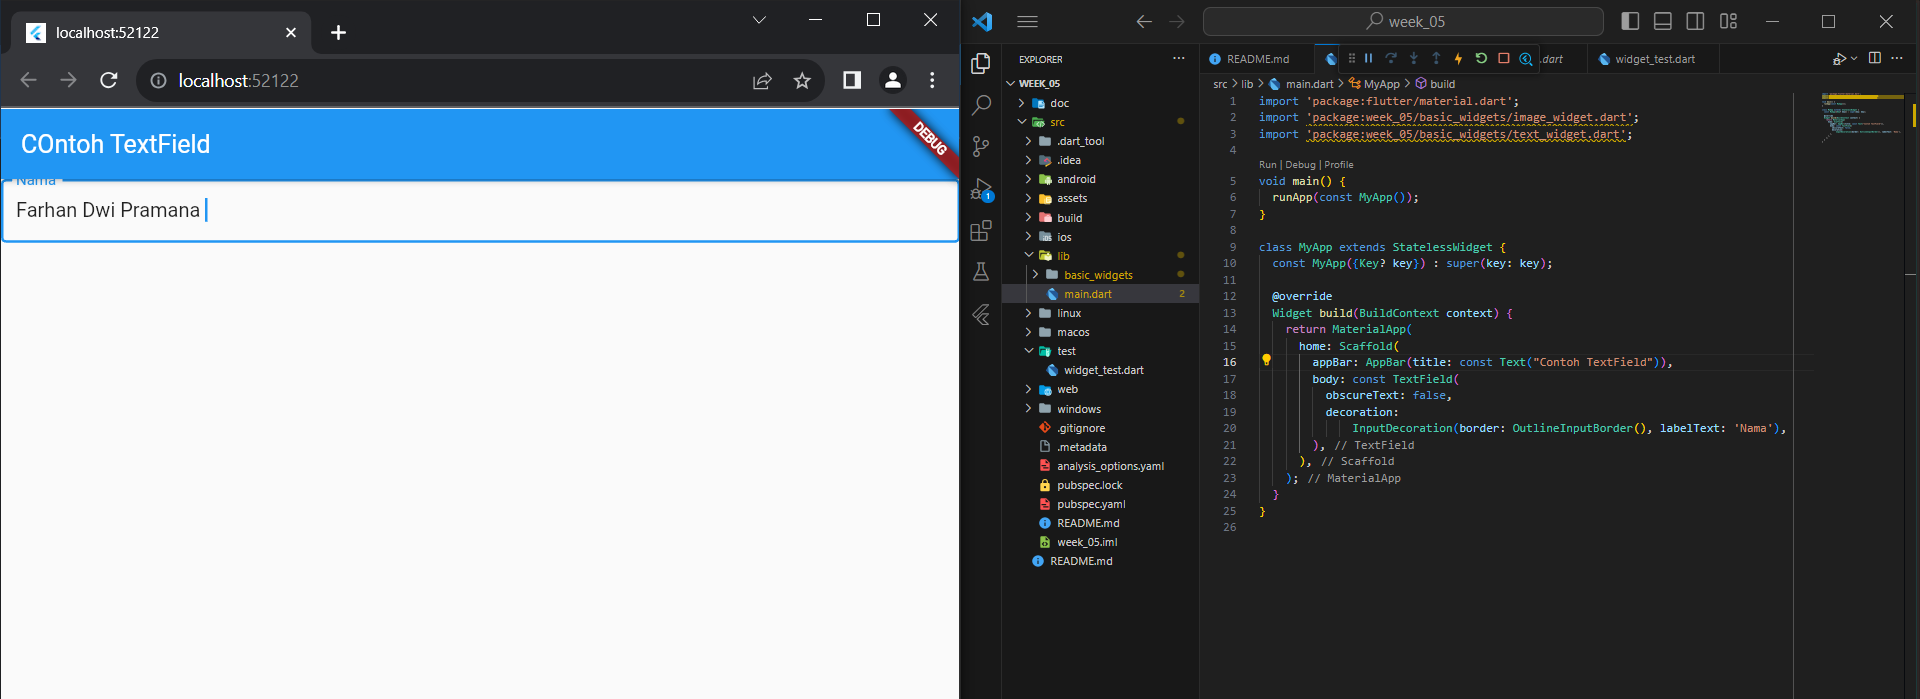 localhost:52122
localhost:52122
COntoh TextField
DEBUG
Nama
Farhan Dwi Pramana
week_05
EXPLORER
WEEK_05
doc
src
.dart_tool
.idea
android
assets
build
ios
lib
basic_widgets
main.dart 2
linux
macos
test
widget_test.dart
web
windows
.gitignore
.metadata
analysis_options.yaml
pubspec.lock
pubspec.yaml
README.md
week_05.iml
README.md
1
README.md
.dart
widget_test.dart
src > lib > main.dart > MyApp > build
1 import 'package:flutter/material.dart';
2 import 'package:week_05/basic_widgets/image_widget.dart';
3 import 'package:week_05/basic_widgets/text_widget.dart';
4
Run | Debug | Profile
5 void main() {
6 runApp(const MyApp());
7 }
8
9 class MyApp extends StatelessWidget {
10 const MyApp({Key? key}) : super(key: key);
11
12 @override
13 Widget build(BuildContext context) {
14 return MaterialApp(
15 home: Scaffold(
16 appBar: AppBar(title: const Text("Contoh TextField")),
17 body: const TextField(
18 obscureText: false,
19 decoration:
20 InputDecoration(border: OutlineInputBorder(), labelText: 'Nama'),
21 ), // TextField
22 ), // Scaffold
23 ); // MaterialApp
24 }
25 }
26